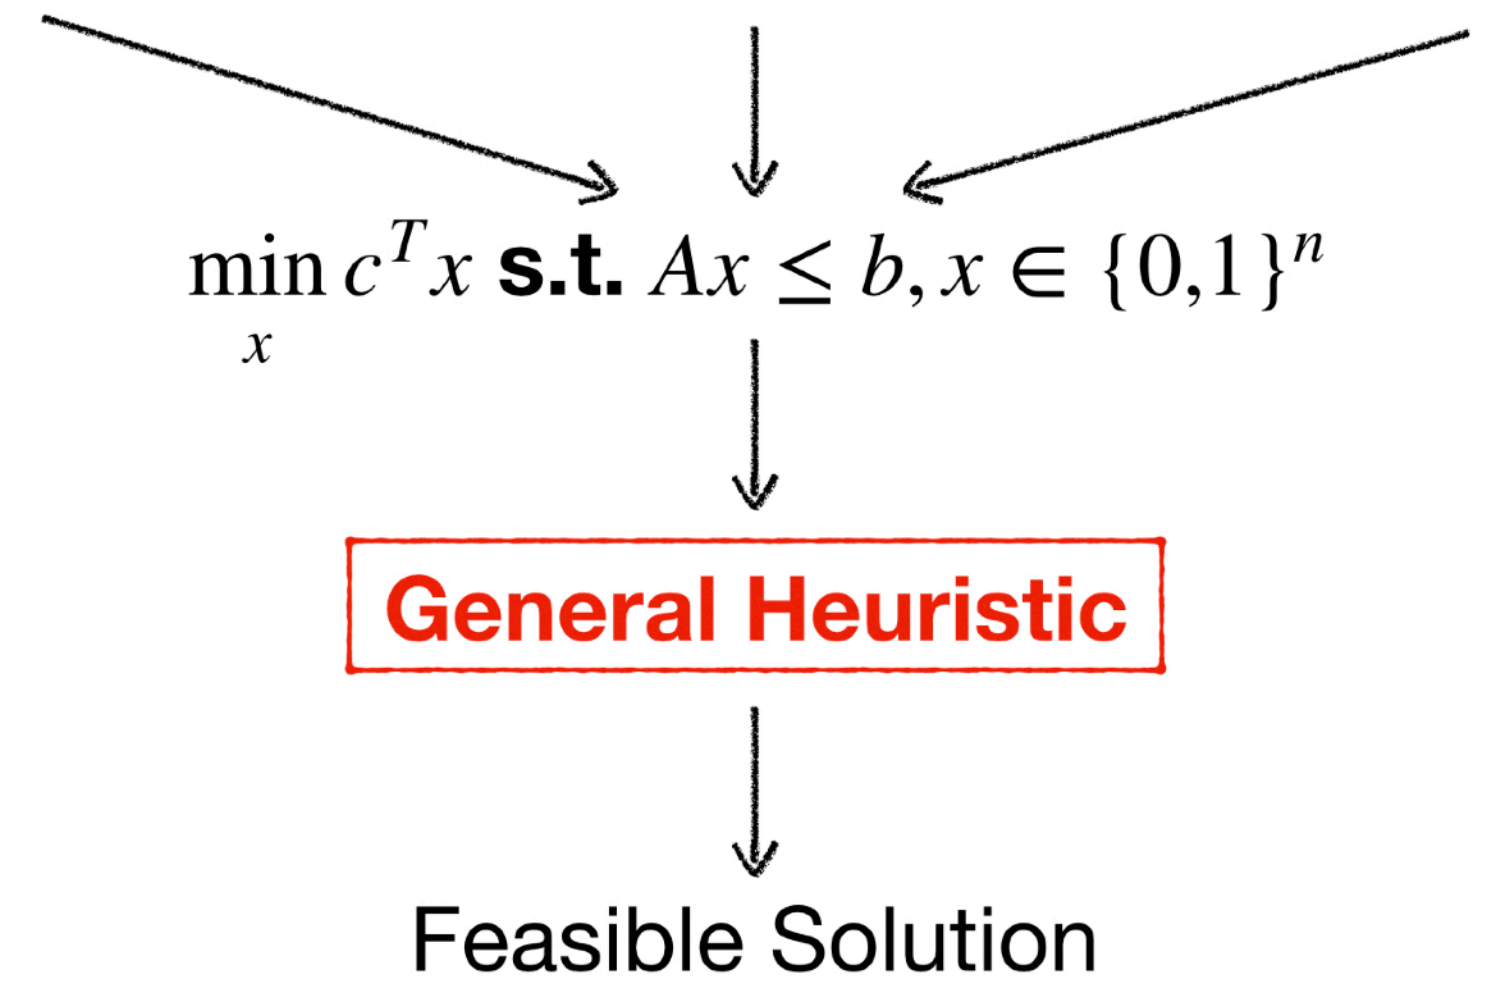 min c^T x s.t. Ax ≤ b, x ∈ {0,1}^n
x
General Heuristic
Feasible Solution